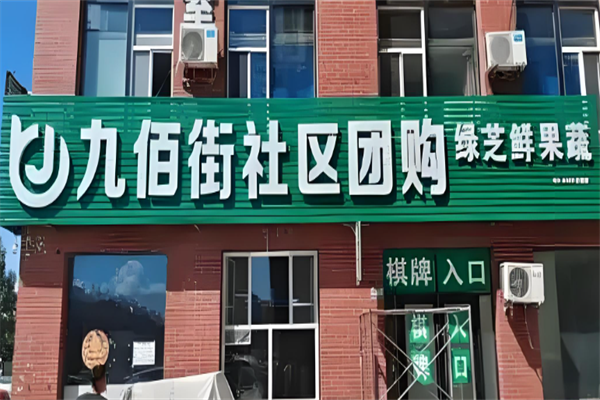 九佰街社区团购
绿芝鲜果蔬
棋牌入口
棋牌
入口